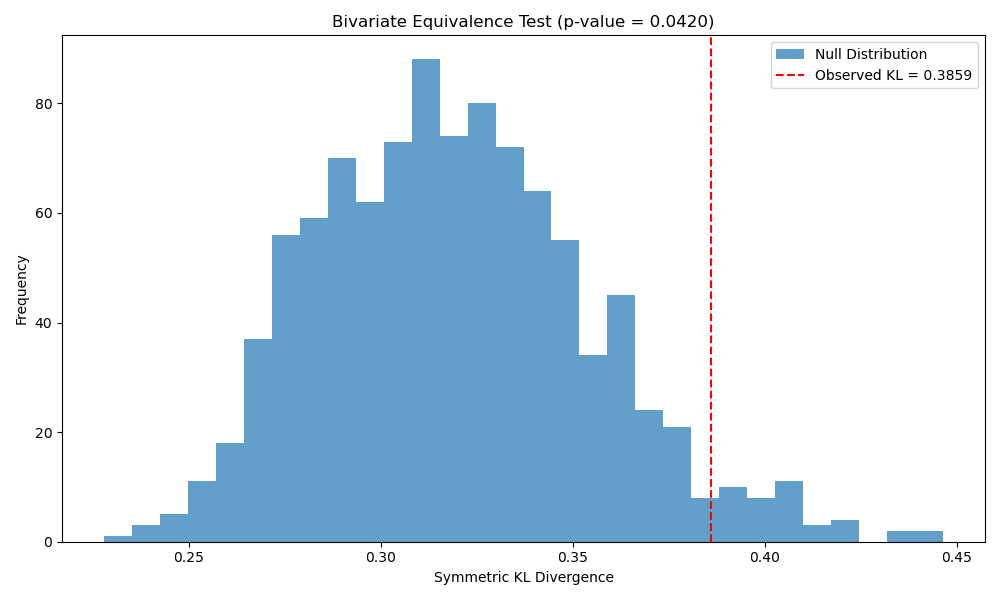 Bivariate Equivalence Test (p-value = 0.0420)
Null Distribution
Observed KL = 0.3859
Frequency
80
60
40
20
0
0.25 0.30 0.35 0.40 0.45
Symmetric KL Divergence